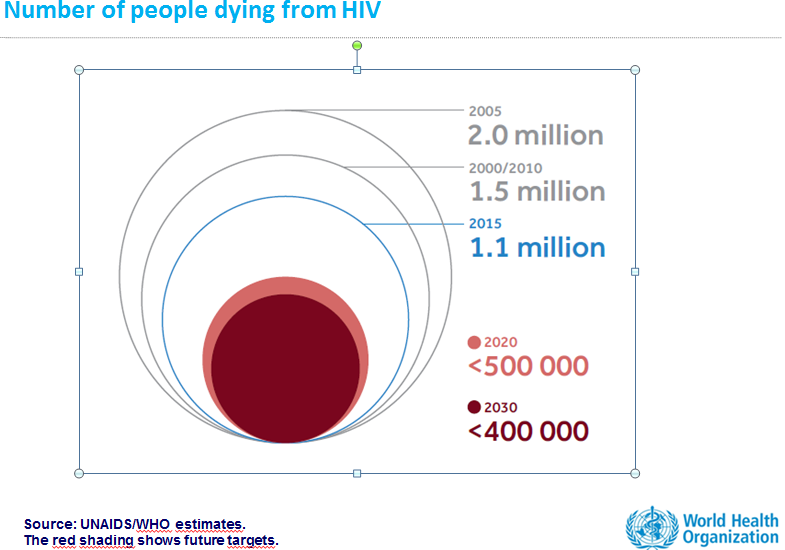 Number of people dying from HIV
2005
2.0 million
2000/2010
1.5 million
2015
1.1 million
2020
<500 000
2030
<400 000
Source: UNAIDS/WHO estimates.
The red shading shows future targets.
World Health
Organization